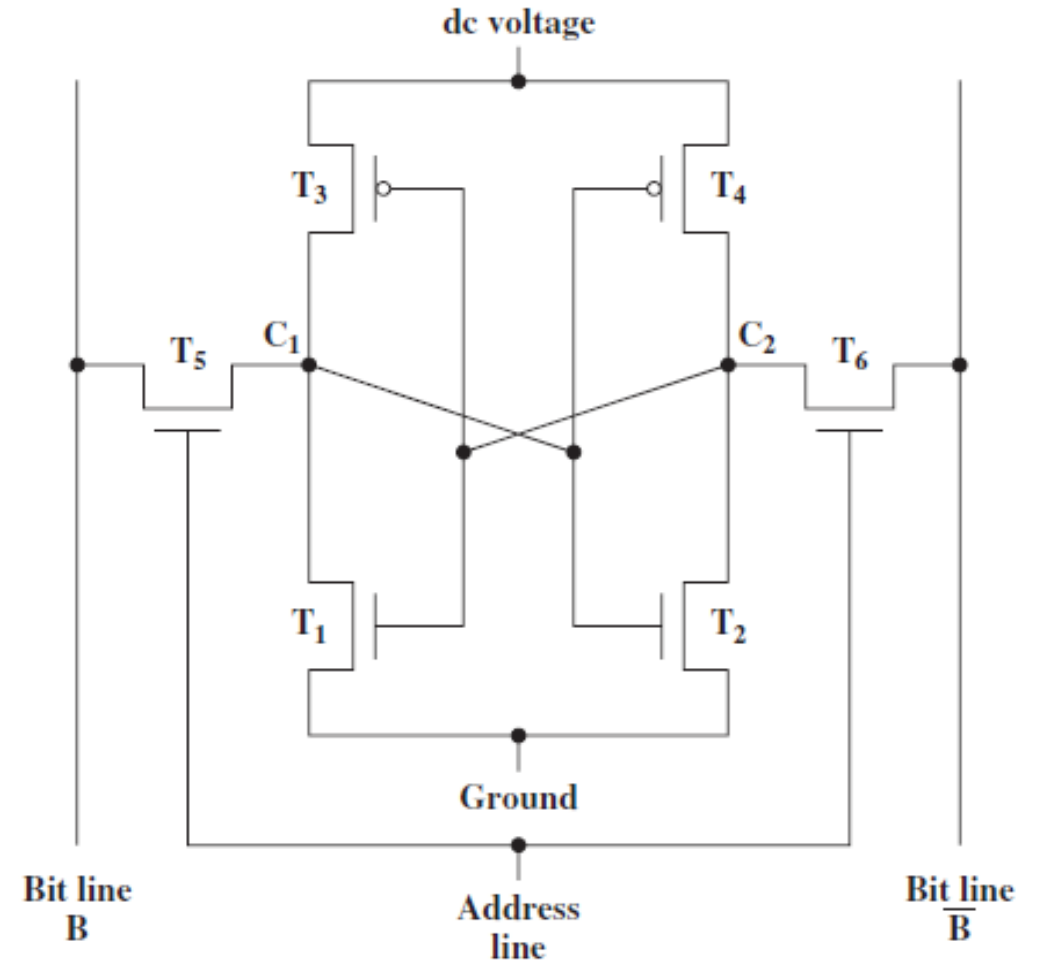 dc voltage
T3
T4
T5
C1
C2
T6
T1
T2
Ground
Bit line
B
Address
line
Bit line
B̅